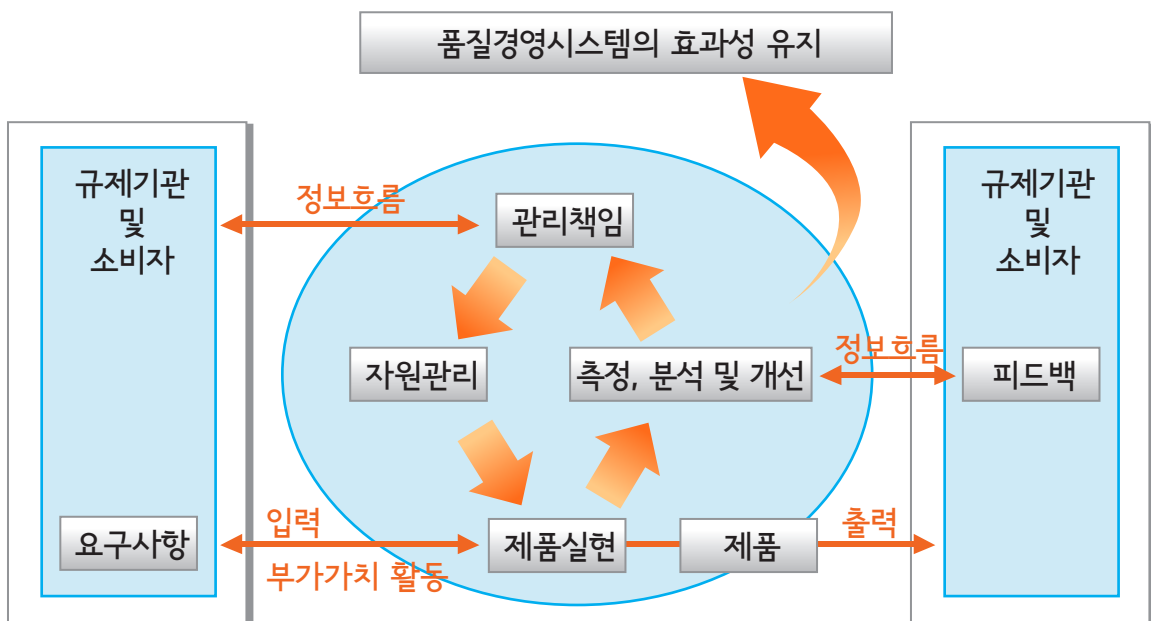 품질경영시스템의 효과성 유지
규제기관
및
소비자
정보흐름
관리책임
규제기관
및
소비자
자원관리
측정, 분석 및 개선
정보흐름
피드백
요구사항
입력
부가가치 활동
제품실현
제품
출력